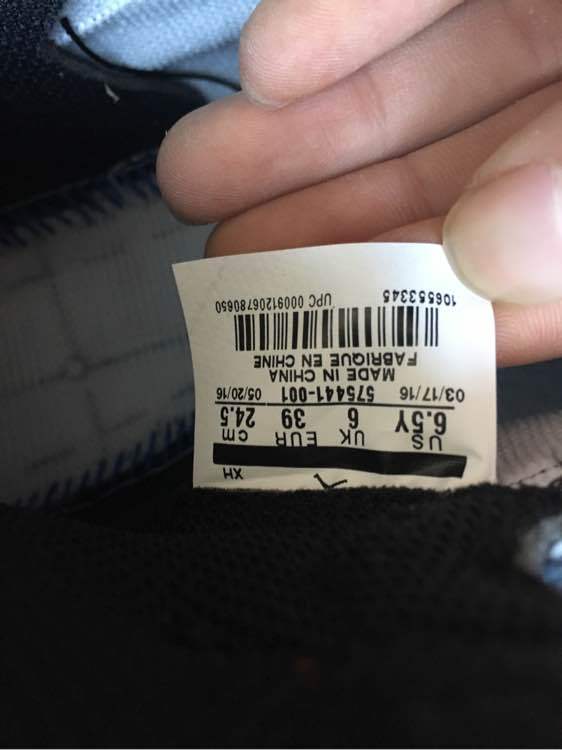 XH
US UK EUR cm
6.5Y 6 39 24.5
03/17/16 575441-001 05/20/16
MADE IN CHINA
FABRIQUE EN CHINE
106553345 UPC 00091206780650